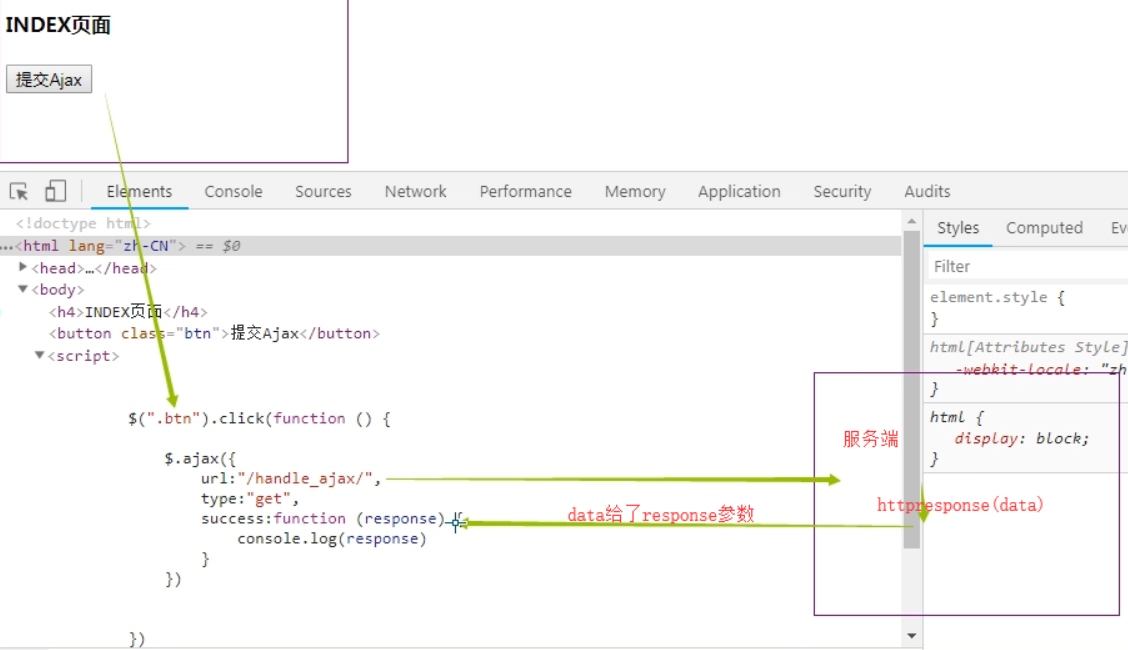 INDEX页面
提交Ajax
Elements Console Sources Network Performance Memory Application Security Audits
<!doctype html>
…<html lang="zh-CN"> == $0
<head>…</head>
<body>
<h4>INDEX页面</h4>
<button class="btn">提交Ajax</button>
<script>
$(".btn").click(function () {
$.ajax({
url:"/handle_ajax/",
type:"get",
success:function (response) {
console.log(response)
}
})
})
data给了response参数
Styles Computed Ev
Filter
element.style {
}
html[Attributes Style]
-webkit-locale: "zh
}
html {
display: block;
}
服务端
httpresponse(data)